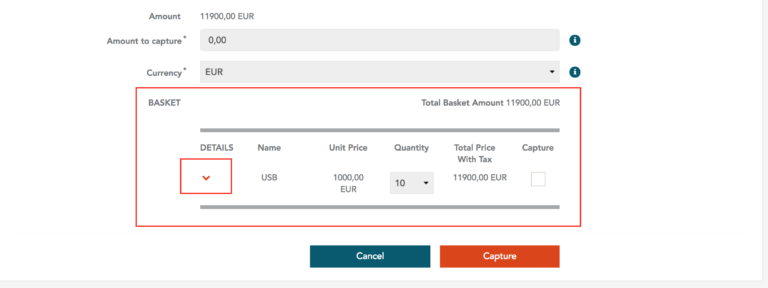 Amount 11900,00 EUR
Amount to capture* 0,00
Currency* EUR
BASKET Total Basket Amount 11900,00 EUR
DETAILS Name Unit Price Quantity Total Price With Tax Capture
USB 1000,00 EUR 10 11900,00 EUR
Cancel Capture